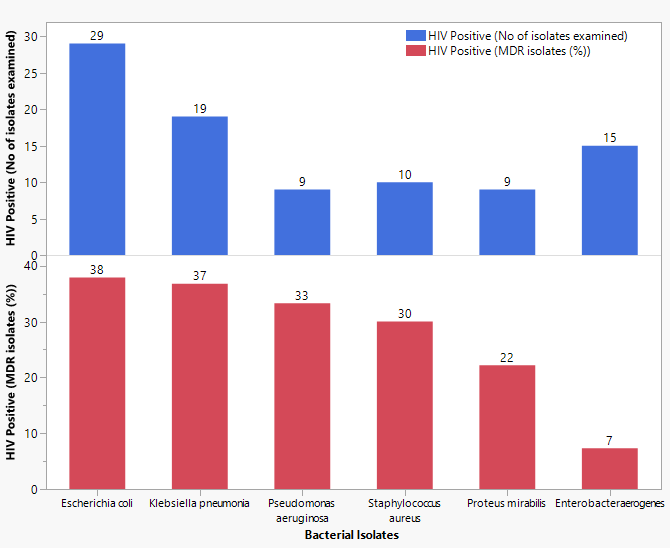 HIV Positive (No of isolates examined)
HIV Positive (MDR isolates (%))
HIV Positive (No of isolates examined)
30
25
20
15
10
5
0
29
19
9
10
9
15
HIV Positive (MDR isolates (%))
40
30
20
10
0
38
37
33
30
22
7
Escherichia coli
Klebsiella pneumonia
Pseudomonas
aeruginosa
Staphylococcus
aureus
Proteus mirabilis
Enterobacteraerogenes
Bacterial Isolates